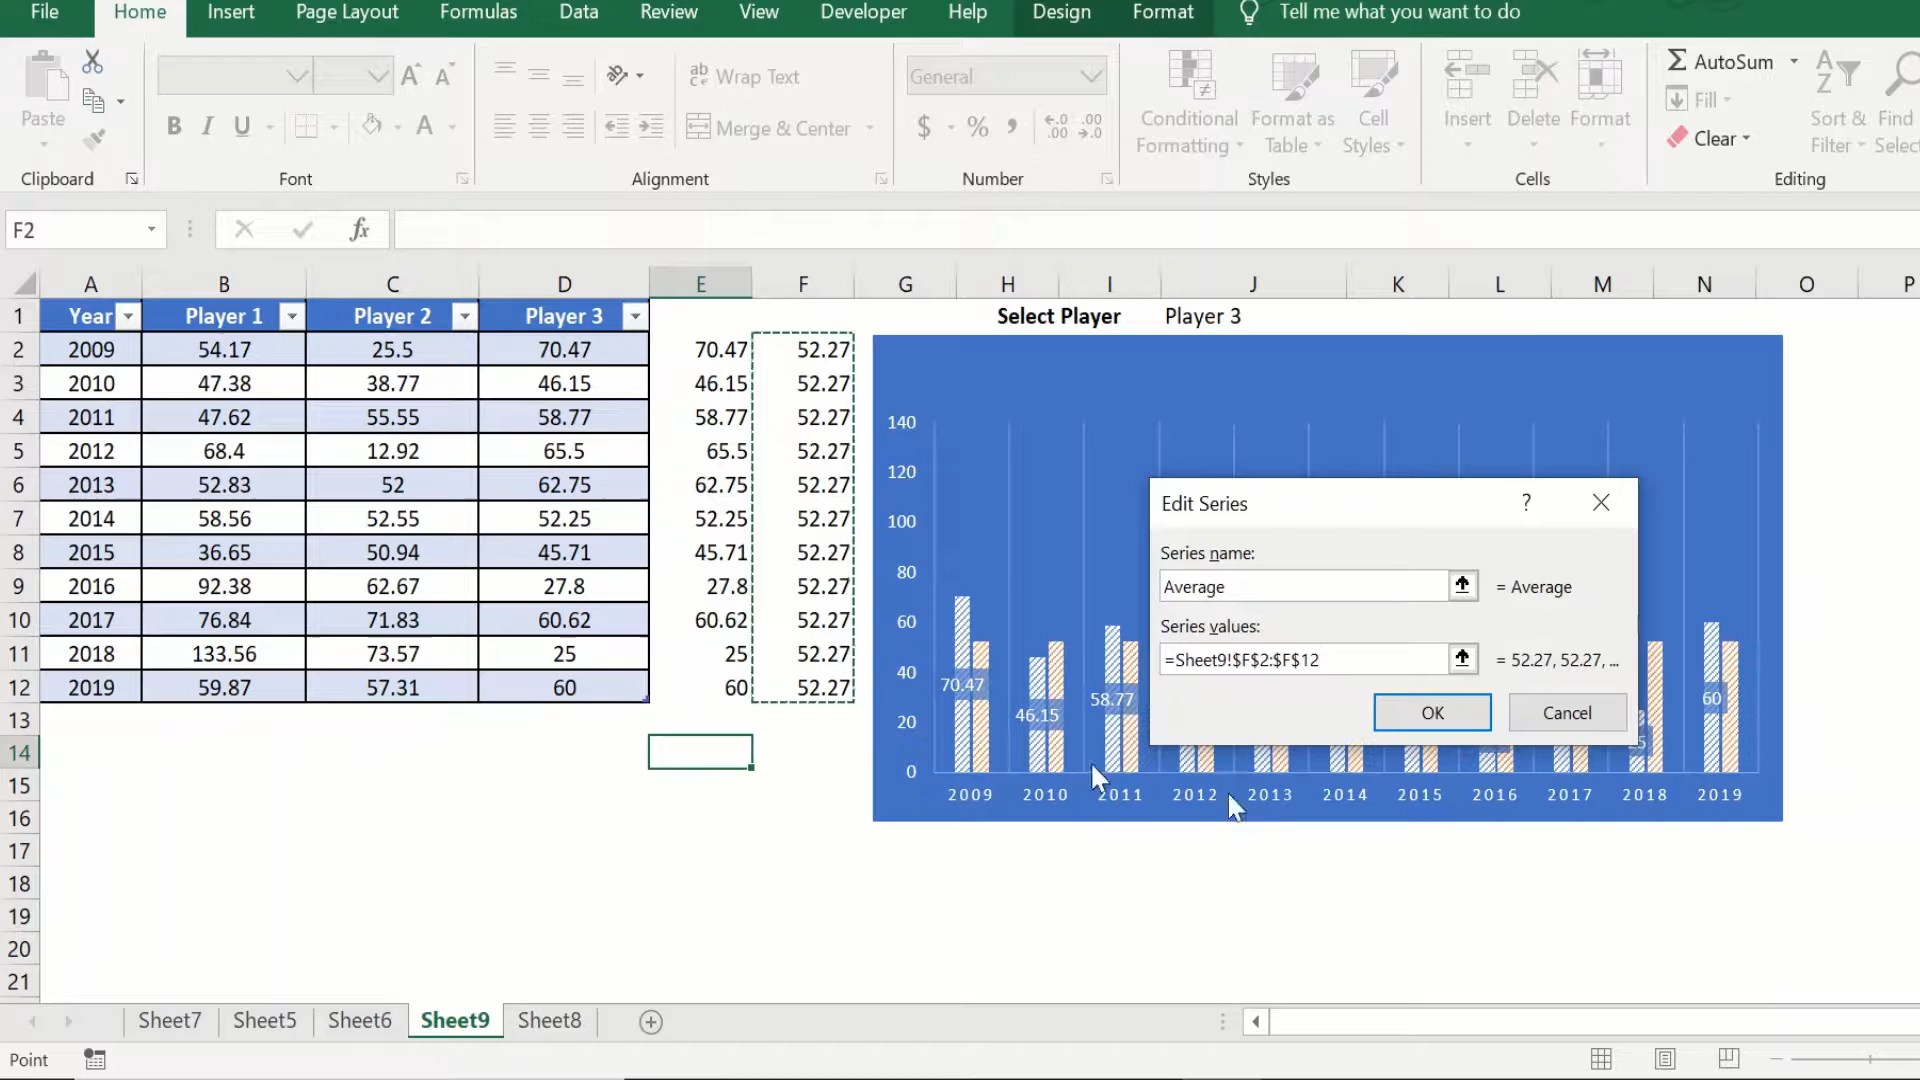 File Home Insert Page Layout Formulas Data Review View Developer Help Design Format Tell me what you want to do
Paste
Clipboard
B I U A
Font
ab Wrap Text
Merge & Center
Alignment
General
$ % ,
Number
Conditional Formatting
Format as Table
Cell Styles
Styles
Insert Delete Format
Cells
AutoSum
Fill
Clear
Sort & Filter
Find
Editing
F2 fx
A B C D E F G H I J K L M N O P
1 Year Player 1 Player 2 Player 3 Select Player Player 3
2 2009 54.17 25.5 70.47 70.47 52.27
3 2010 47.38 38.77 46.15 46.15 52.27
4 2011 47.62 55.55 58.77 58.77 52.27
5 2012 68.4 12.92 65.5 65.5 52.27
6 2013 52.83 52 62.75 62.75 52.27
7 2014 58.56 52.55 52.25 52.25 52.27
8 2015 36.65 50.94 45.71 45.71 52.27
9 2016 92.38 62.67 27.8 27.8 52.27
10 2017 76.84 71.83 60.62 60.62 52.27
11 2018 133.56 73.57 25 25 52.27
12 2019 59.87 57.31 60 60 52.27
13
14
15
16
17
18
19
20
21
140
120
100
80
60
40
20
0
70.47 46.15 58.77 60
2009 2010 2011 2012 2013 2014 2015 2016 2017 2018 2019
Edit Series ?
Series name:
Average = Average
Series values:
=Sheet9!$F$2:$F$12 = 52.27, 52.27, ...
OK Cancel
Sheet7 Sheet5 Sheet6 Sheet9 Sheet8
Point